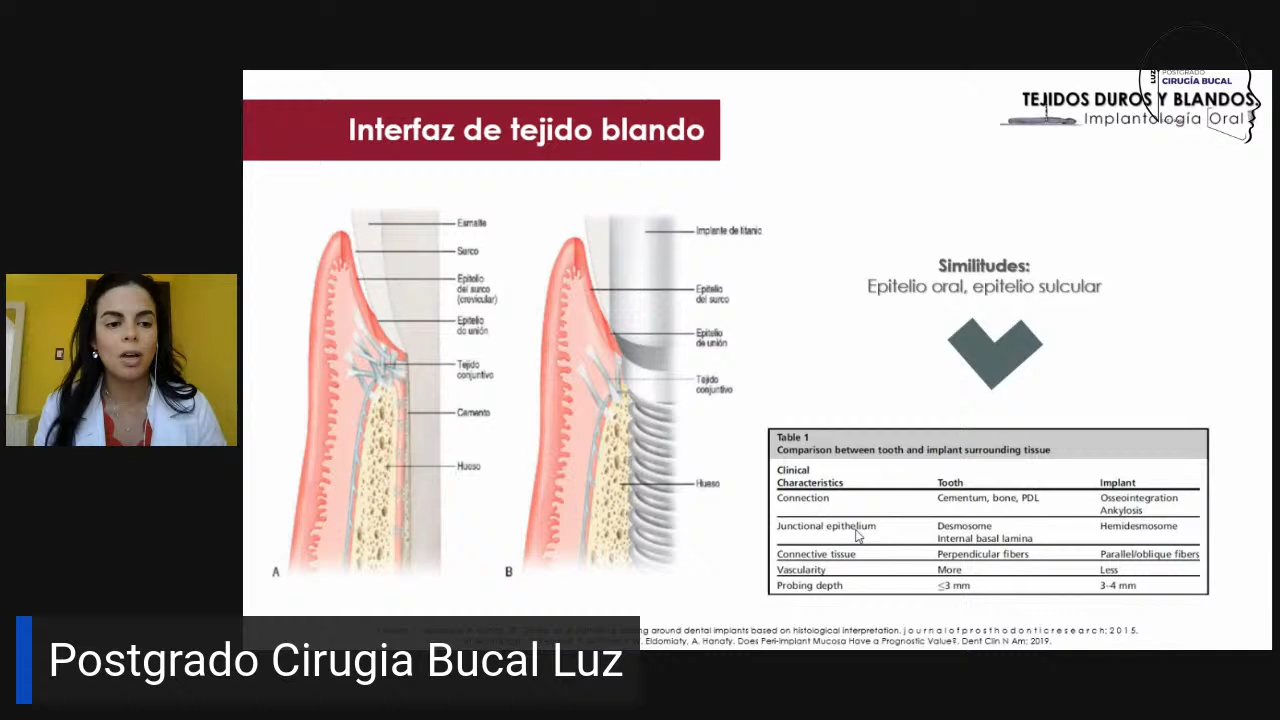 LUZ
POSTGRADO
CIRUGÍA BUCAL
TEJIDOS DUROS Y BLANDOS.
Implantología Oral
Interfaz de tejido blando
Esmalte
Surco
Epitelio
del surco
(crevicular)
Epitelio
de unión
Tejido
conjuntivo
Cemento
Hueso
A
Implante de titanio
Epitelio
del surco
Epitelio
de unión
Tejido
conjuntivo
Hueso
B
Similitudes:
Epitelio oral, epitelio sulcular
Table 1
Comparison between tooth and implant surrounding tissue
Clinical
Characteristics Tooth Implant
Connection Cementum, bone, PDL Osseointegration
Ankylosis
Junctional epithelium Desmosome Hemidesmosome
Internal basal lamina
Connective tissue Perpendicular fibers Parallel/oblique fibers
Vascularity More Less
Probing depth ≤3 mm 3–4 mm
around dental implants based on histological interpretation. j o u r n a l o f p r o s t h o d o n t i c r e s e a r c h ; 2 0 1 5.
Eldomiaty, A. Hanafy. Does Peri-Implant Mucosa Have a Prognostic Value?. Dent Clin N Am; 2019.
Postgrado Cirugia Bucal Luz